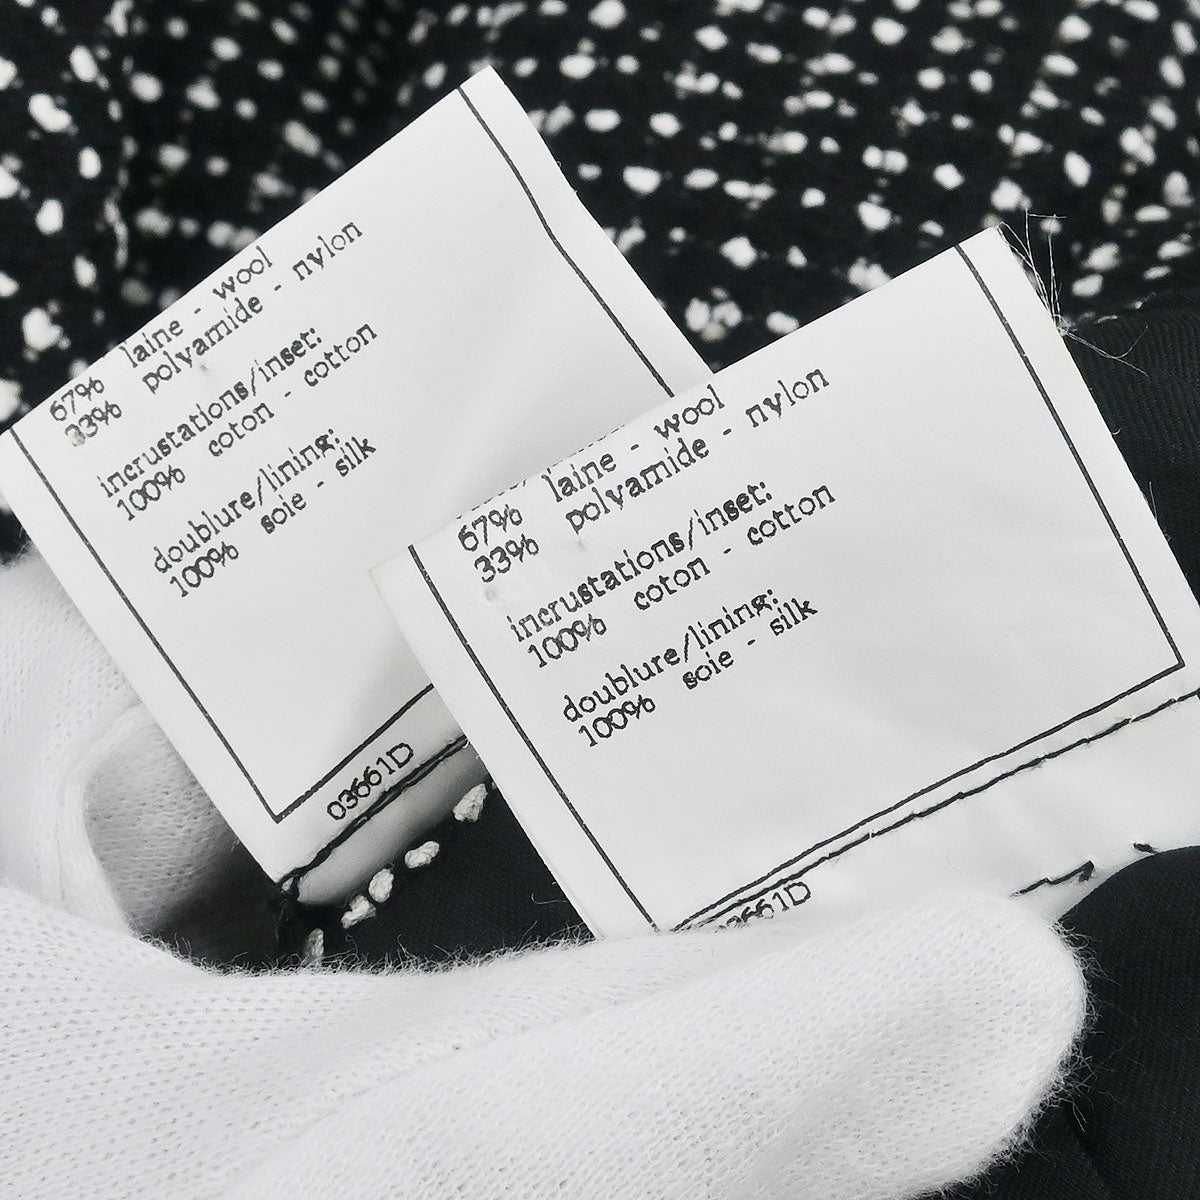 67% laine - wool
33% polyamide - nylon
incrustations/inset:
100% coton - cotton
doublure/lining:
100% soie - silk
03661D
67% laine - wool
33% polyamide - nylon
incrustations/inset:
100% coton - cotton
doublure/lining:
100% soie - silk
03661D